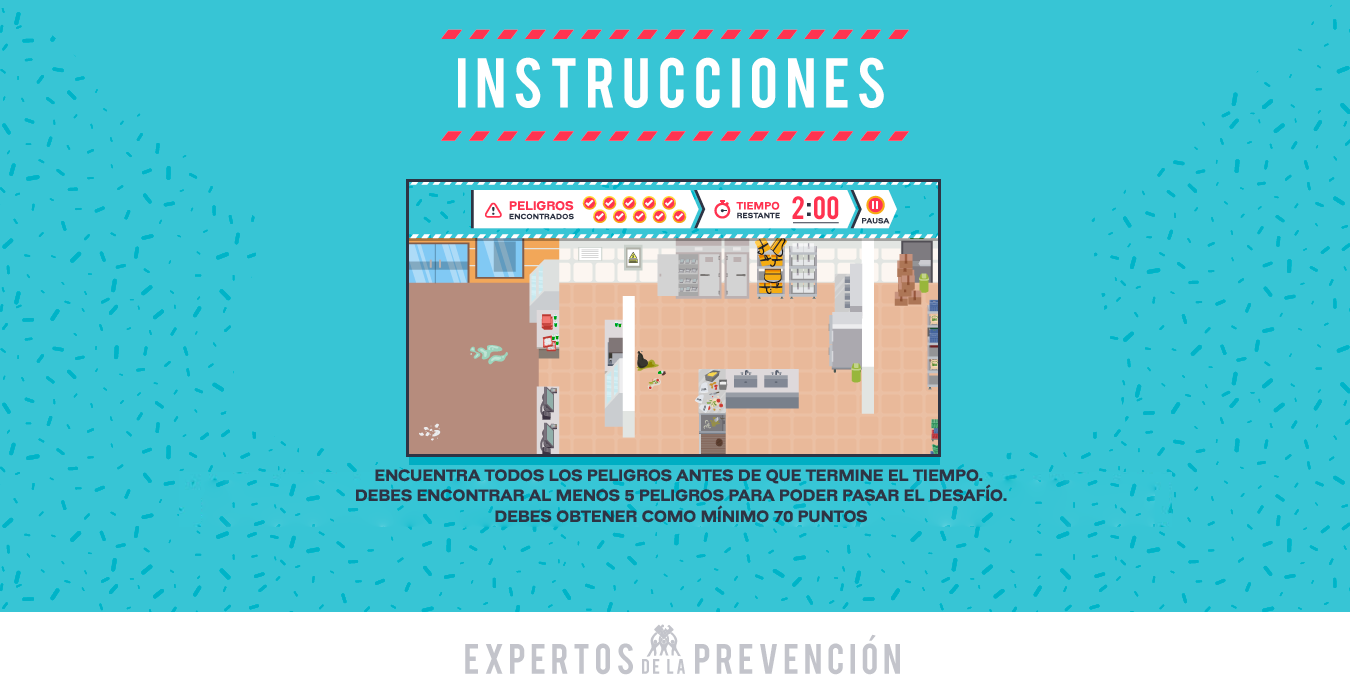 INSTRUCCIONES
PELIGROS
ENCONTRADOS
TIEMPO
RESTANTE
2:00
PAUSA
ENCUENTRA TODOS LOS PELIGROS ANTES DE QUE TERMINE EL TIEMPO.
DEBES ENCONTRAR AL MENOS 5 PELIGROS PARA PODER PASAR EL DESAFÍO.
DEBES OBTENER COMO MÍNIMO 70 PUNTOS
EXPERTOS DE LA PREVENCIÓN